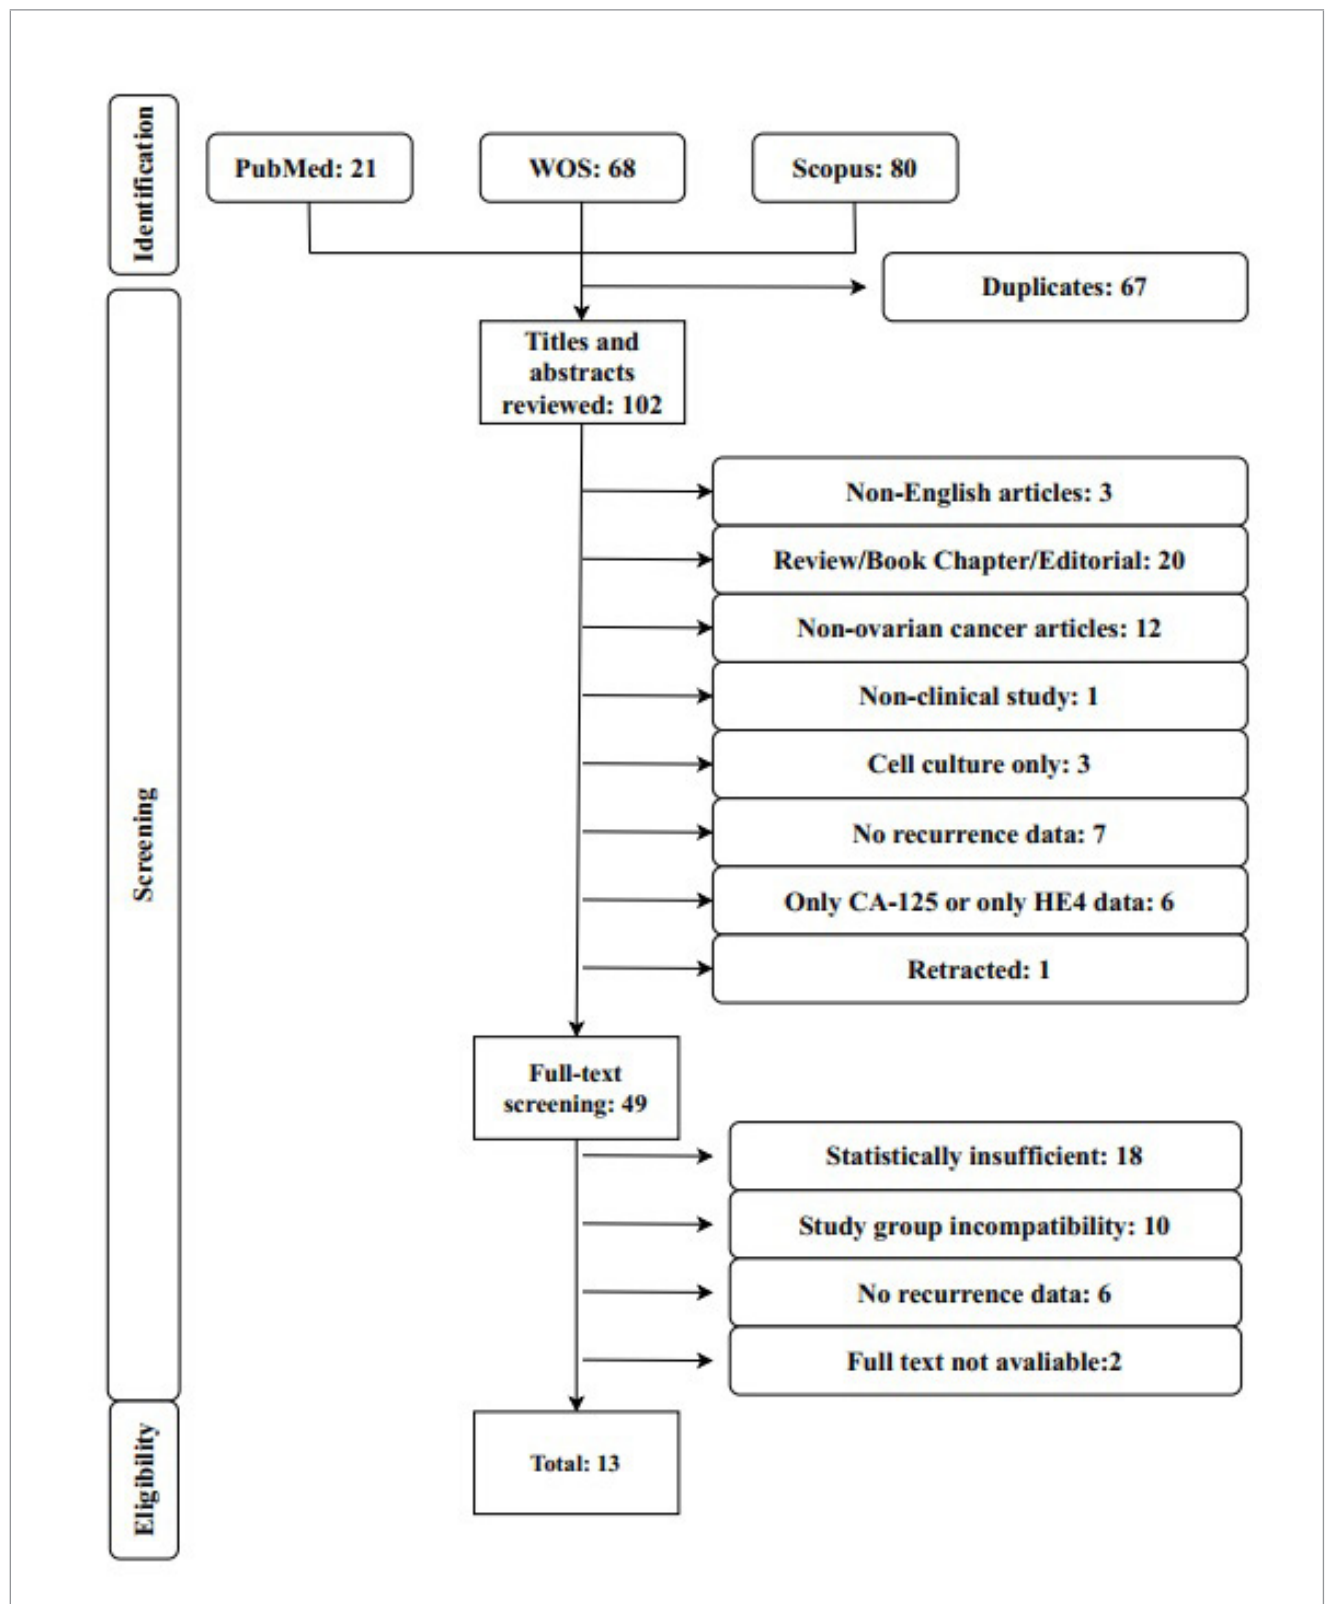 Identification
PubMed: 21
WOS: 68
Scopus: 80
Duplicates: 67
Screening
Titles and
abstracts
reviewed: 102
Non-English articles: 3
Review/Book Chapter/Editorial: 20
Non-ovarian cancer articles: 12
Non-clinical study: 1
Cell culture only: 3
No recurrence data: 7
Only CA-125 or only HE4 data: 6
Retracted: 1
Full-text
screening: 49
Statistically insufficient: 18
Study group incompatibility: 10
No recurrence data: 6
Full text not avaliable:2
Eligibility
Total: 13